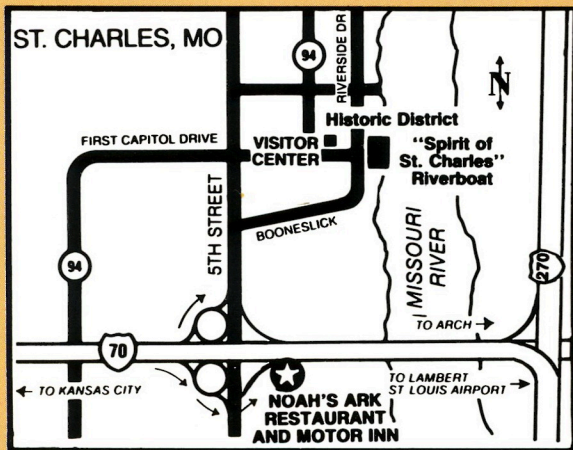 ST. CHARLES, MO
94
RIVERSIDE DR
N
Historic District
FIRST CAPITOL DRIVE
VISITOR
CENTER
"Spirit of
St. Charles"
Riverboat
5TH STREET
BOONESLICK
MISSOURI
RIVER
94
270
TO ARCH
70
TO KANSAS CITY
TO LAMBERT
ST LOUIS AIRPORT
NOAH'S ARK
RESTAURANT
AND MOTOR INN